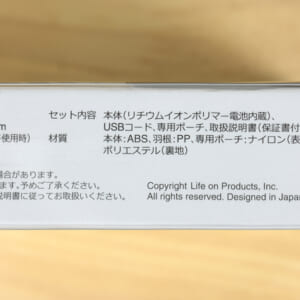 セット内容 本体(リチウムイオンポリマー電池内蔵)、
m USBコード、専用ポーチ、取扱説明書(保証書付
使用時) 材質 本体:ABS、羽根:PP、専用ポーチ:ナイロン(表
ポリエステル(裏地)
場合があります。
ます。予めご了承ください。
説明に従ってお取扱いください。
Copyright Life on Products, Inc.
All rights reserved. Designed in Japan